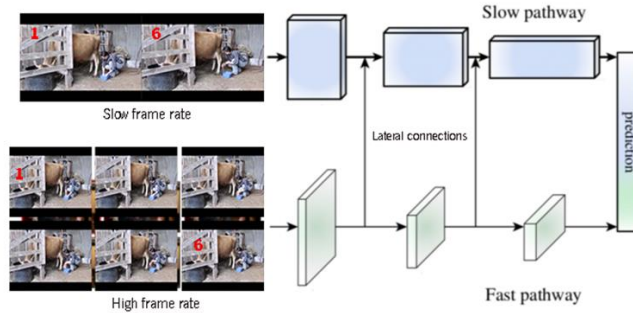 1
6
Slow pathway
Slow frame rate
Lateral connections
prediction
1
6
High frame rate
Fast pathway